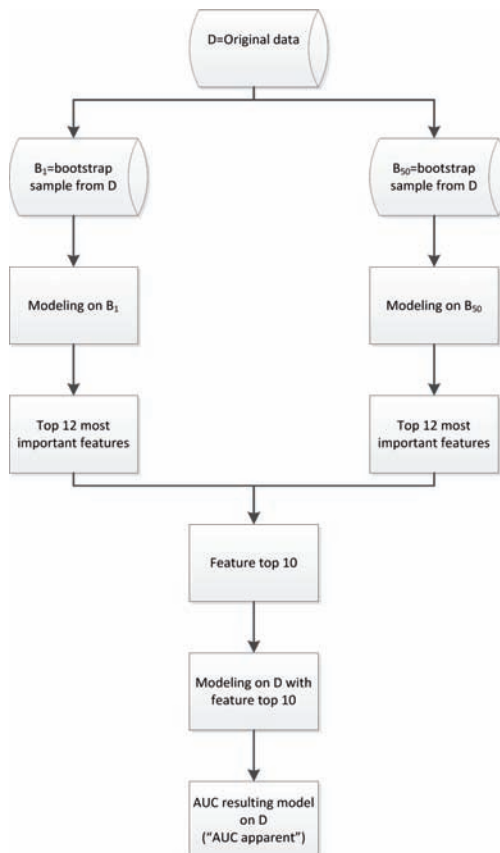 D=Original data
B₁=bootstrap
sample from D
B₅₀=bootstrap
sample from D
Modeling on B₁
Modeling on B₅₀
Top 12 most
important features
Top 12 most
important features
Feature top 10
Modeling on D with
feature top 10
AUC resulting model
on D
(“AUC apparent”)